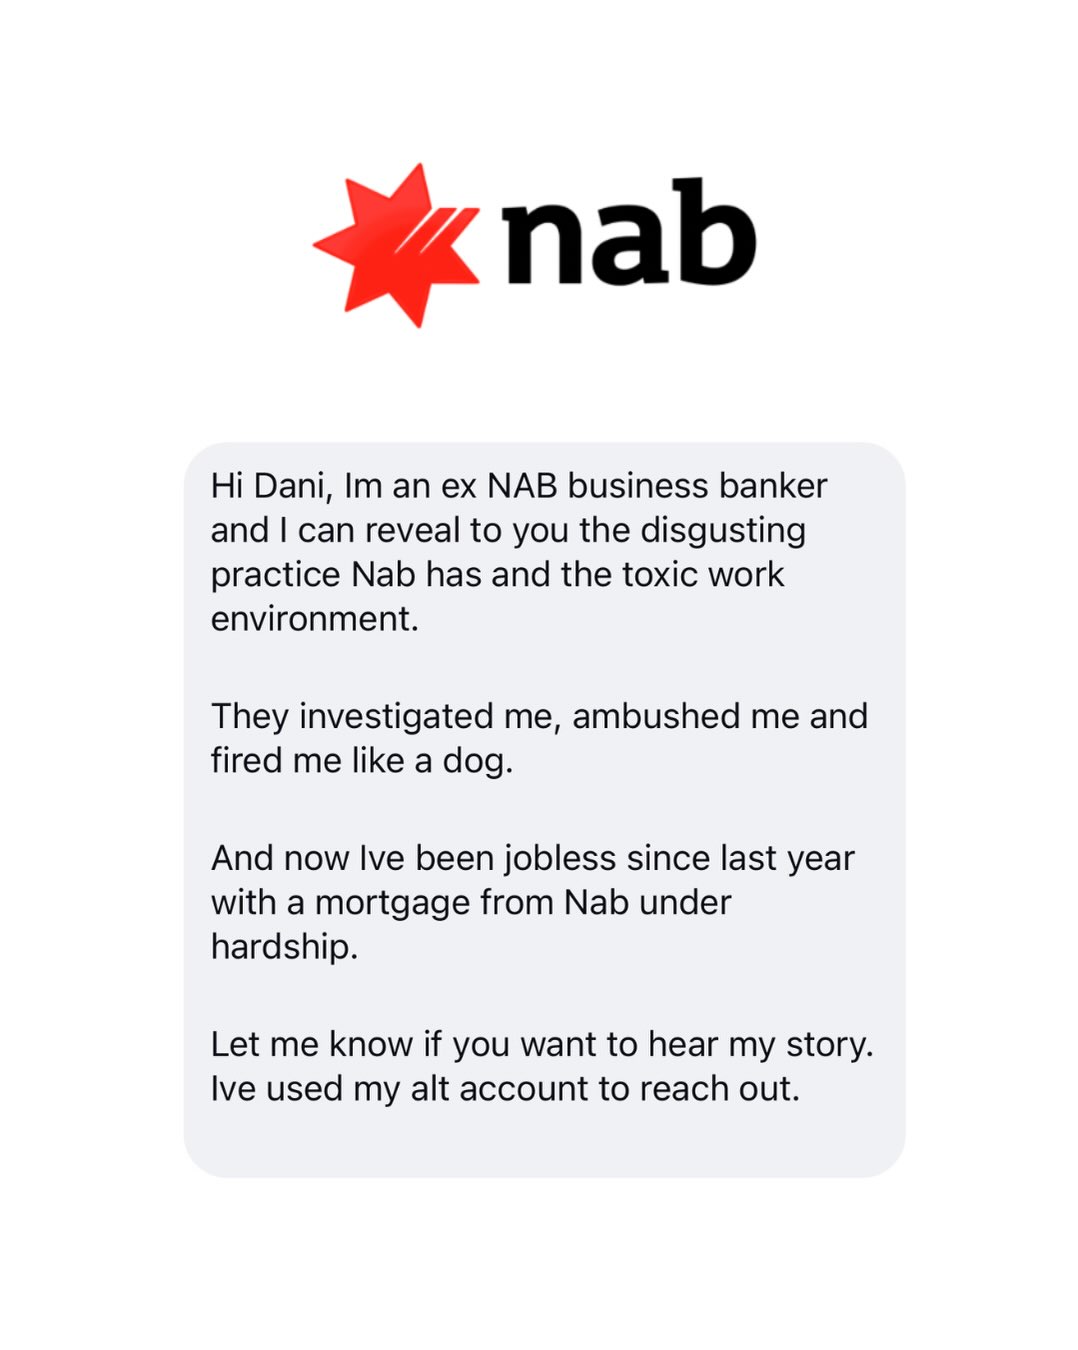 nab
Hi Dani, Im an ex NAB business banker
and I can reveal to you the disgusting
practice Nab has and the toxic work
environment.
They investigated me, ambushed me and
fired me like a dog.
And now Ive been jobless since last year
with a mortgage from Nab under
hardship.
Let me know if you want to hear my story.
Ive used my alt account to reach out.